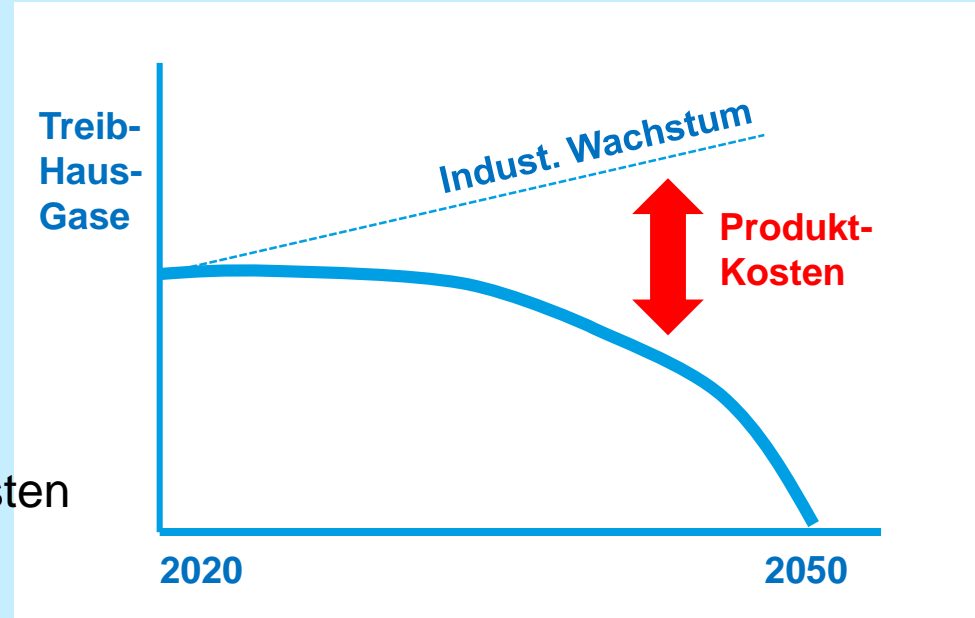 Treib-
Haus-
Gase
Indust. Wachstum
Produkt-
Kosten
sten
2020
2050